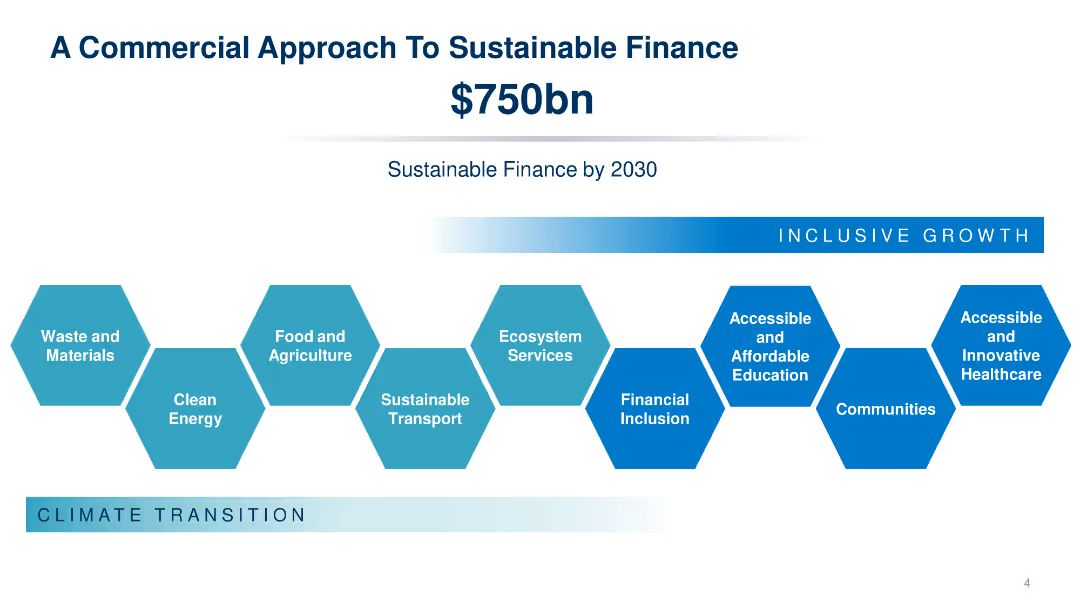 A Commercial Approach To Sustainable Finance
$750bn
Sustainable Finance by 2030
INCLUSIVE GROWTH
Waste and
Materials
Clean
Energy
Food and
Agriculture
Sustainable
Transport
Ecosystem
Services
Financial
Inclusion
Accessible
and
Affordable
Education
Communities
Accessible
and
Innovative
Healthcare
CLIMATE TRANSITION
4